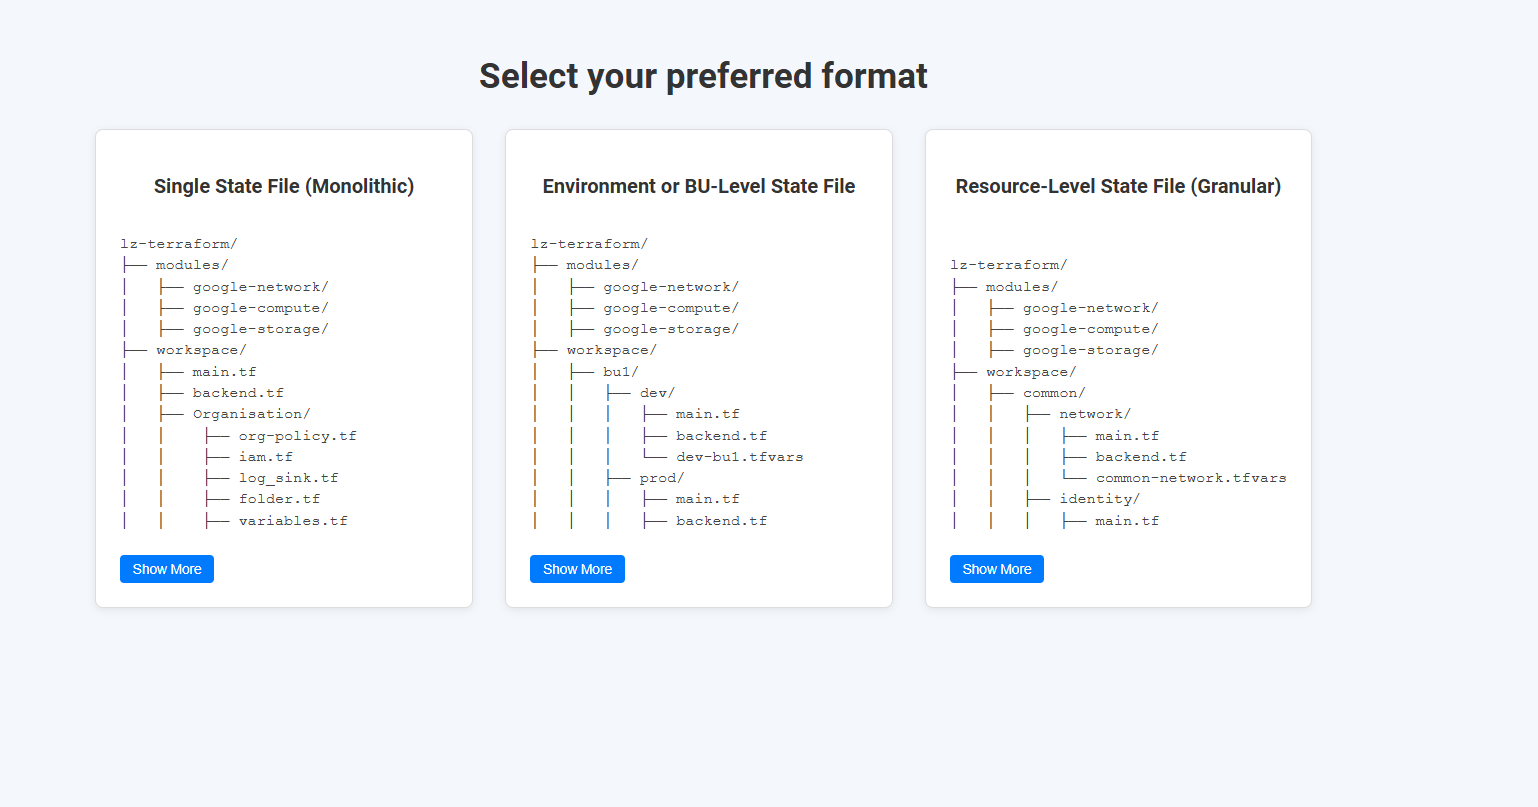 Select your preferred format
Single State File (Monolithic)
lz-terraform/
├── modules/
│   ├── google-network/
│   ├── google-compute/
│   ├── google-storage/
├── workspace/
│   ├── main.tf
│   ├── backend.tf
│   ├── Organisation/
│   │    ├── org-policy.tf
│   │    ├── iam.tf
│   │    ├── log_sink.tf
│   │    ├── folder.tf
│   │    ├── variables.tf
Show More
Environment or BU-Level State File
lz-terraform/
├── modules/
│   ├── google-network/
│   ├── google-compute/
│   ├── google-storage/
├── workspace/
│   ├── bu1/
│   │   ├── dev/
│   │   │   ├── main.tf
│   │   │   ├── backend.tf
│   │   │   └── dev-bu1.tfvars
│   │   ├── prod/
│   │   │   ├── main.tf
│   │   │   ├── backend.tf
Show More
Resource-Level State File (Granular)
lz-terraform/
├── modules/
│   ├── google-network/
│   ├── google-compute/
│   ├── google-storage/
├── workspace/
│   ├── common/
│   │   ├── network/
│   │   │   ├── main.tf
│   │   │   ├── backend.tf
│   │   │   └── common-network.tfvars
│   │   ├── identity/
│   │   │   ├── main.tf
Show More